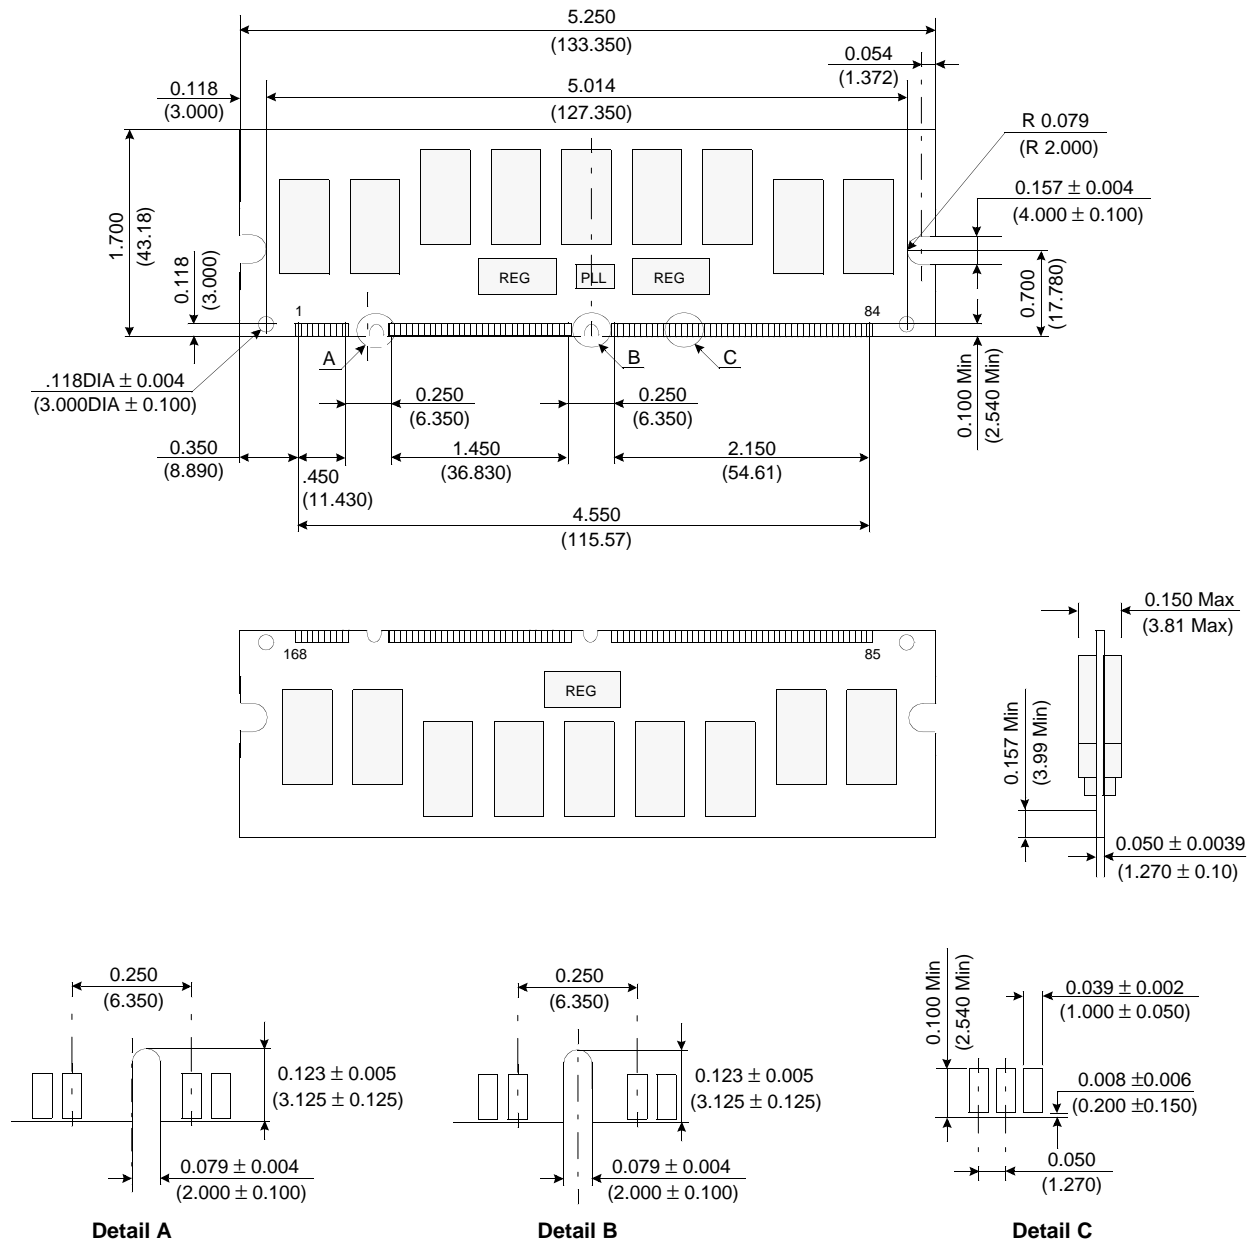 5.250
(133.350)
0.054
(1.372)
0.118
(3.000)
5.014
(127.350)
R 0.079
(R 2.000)
0.157 ± 0.004
(4.000 ± 0.100)
1.700
(43.18)
0.118
(3.000)
REG
PLL
REG
0.700
(17.780)
1
84
A
B
C
.118DIA ± 0.004
(3.000DIA ± 0.100)
0.250
(6.350)
0.250
(6.350)
0.100 Min
(2.540 Min)
0.350
(8.890)
.450
(11.430)
1.450
(36.830)
2.150
(54.61)
4.550
(115.57)
168
85
REG
0.150 Max
(3.81 Max)
0.157 Min
(3.99 Min)
0.050 ± 0.0039
(1.270 ± 0.10)
0.250
(6.350)
0.123 ± 0.005
(3.125 ± 0.125)
0.079 ± 0.004
(2.000 ± 0.100)
Detail A
0.250
(6.350)
0.123 ± 0.005
(3.125 ± 0.125)
0.079 ± 0.004
(2.000 ± 0.100)
Detail B
0.100 Min
(2.540 Min)
0.039 ± 0.002
(1.000 ± 0.050)
0.008 ±0.006
(0.200 ±0.150)
0.050
(1.270)
Detail C